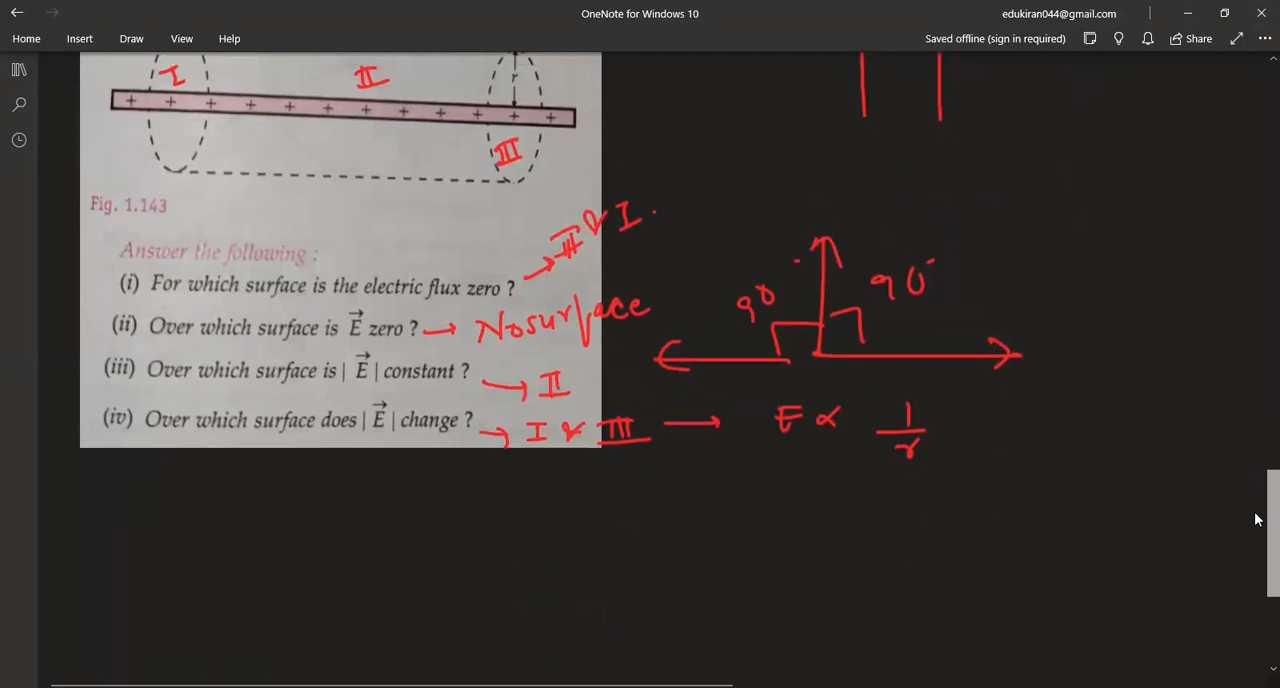 OneNote for Windows 10
edukiran044@gmail.com
Home Insert Draw View Help
Saved offline (sign in required) Share
I II r
+ + + + + + + + + + + +
III
Fig. 1.143
Answer the following :
(i) For which surface is the electric flux zero ? → III & I
(ii) Over which surface is E⃗ zero ? → No surface
(iii) Over which surface is | E⃗ | constant ? → II
(iv) Over which surface does | E⃗ | change ? → I & III → E ∝ 1/r
90° 90°